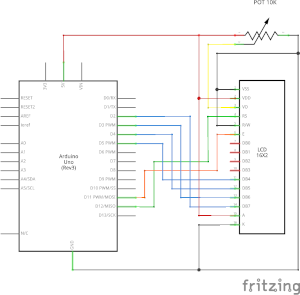 POT 10K
3V3
5V
VIN
RESET
RESET2
AREF
ioref
A0
A1
A2
A3
A4/SDA
A5/SCL
N/C
GND
Arduino
Uno
(Rev3)
D0/RX
D1/TX
D2
D3 PWM
D4
D5 PWM
D6 PWM
D7
D8
D9 PWM
D10 PWM/SS
D11 PWM/MOSI
D12/MISO
D13/SCK
VSS
VDD
VO
RS
R/W
E
DB0
DB1
DB2
DB3
DB4
DB5
DB6
DB7
A
K
LCD
16X2
fritzing